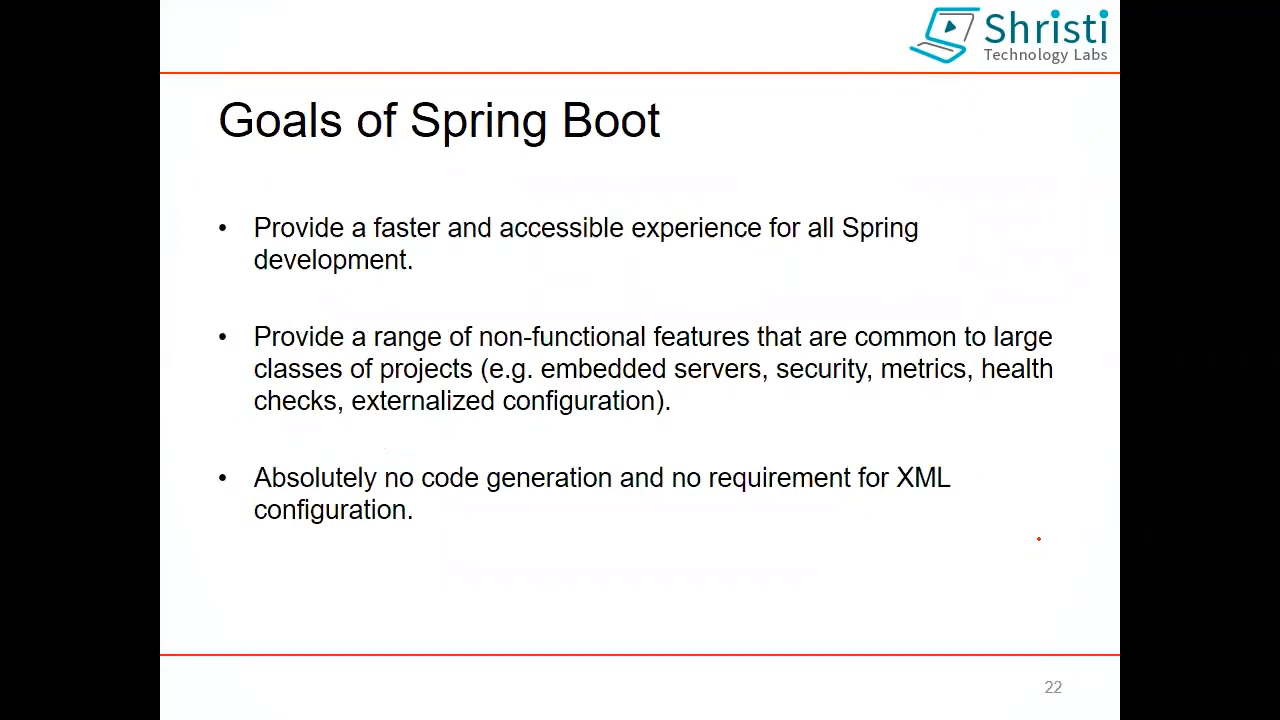 Shristi
Technology Labs
Goals of Spring Boot
• Provide a faster and accessible experience for all Spring
development.
• Provide a range of non-functional features that are common to large
classes of projects (e.g. embedded servers, security, metrics, health
checks, externalized configuration).
• Absolutely no code generation and no requirement for XML
configuration.
22